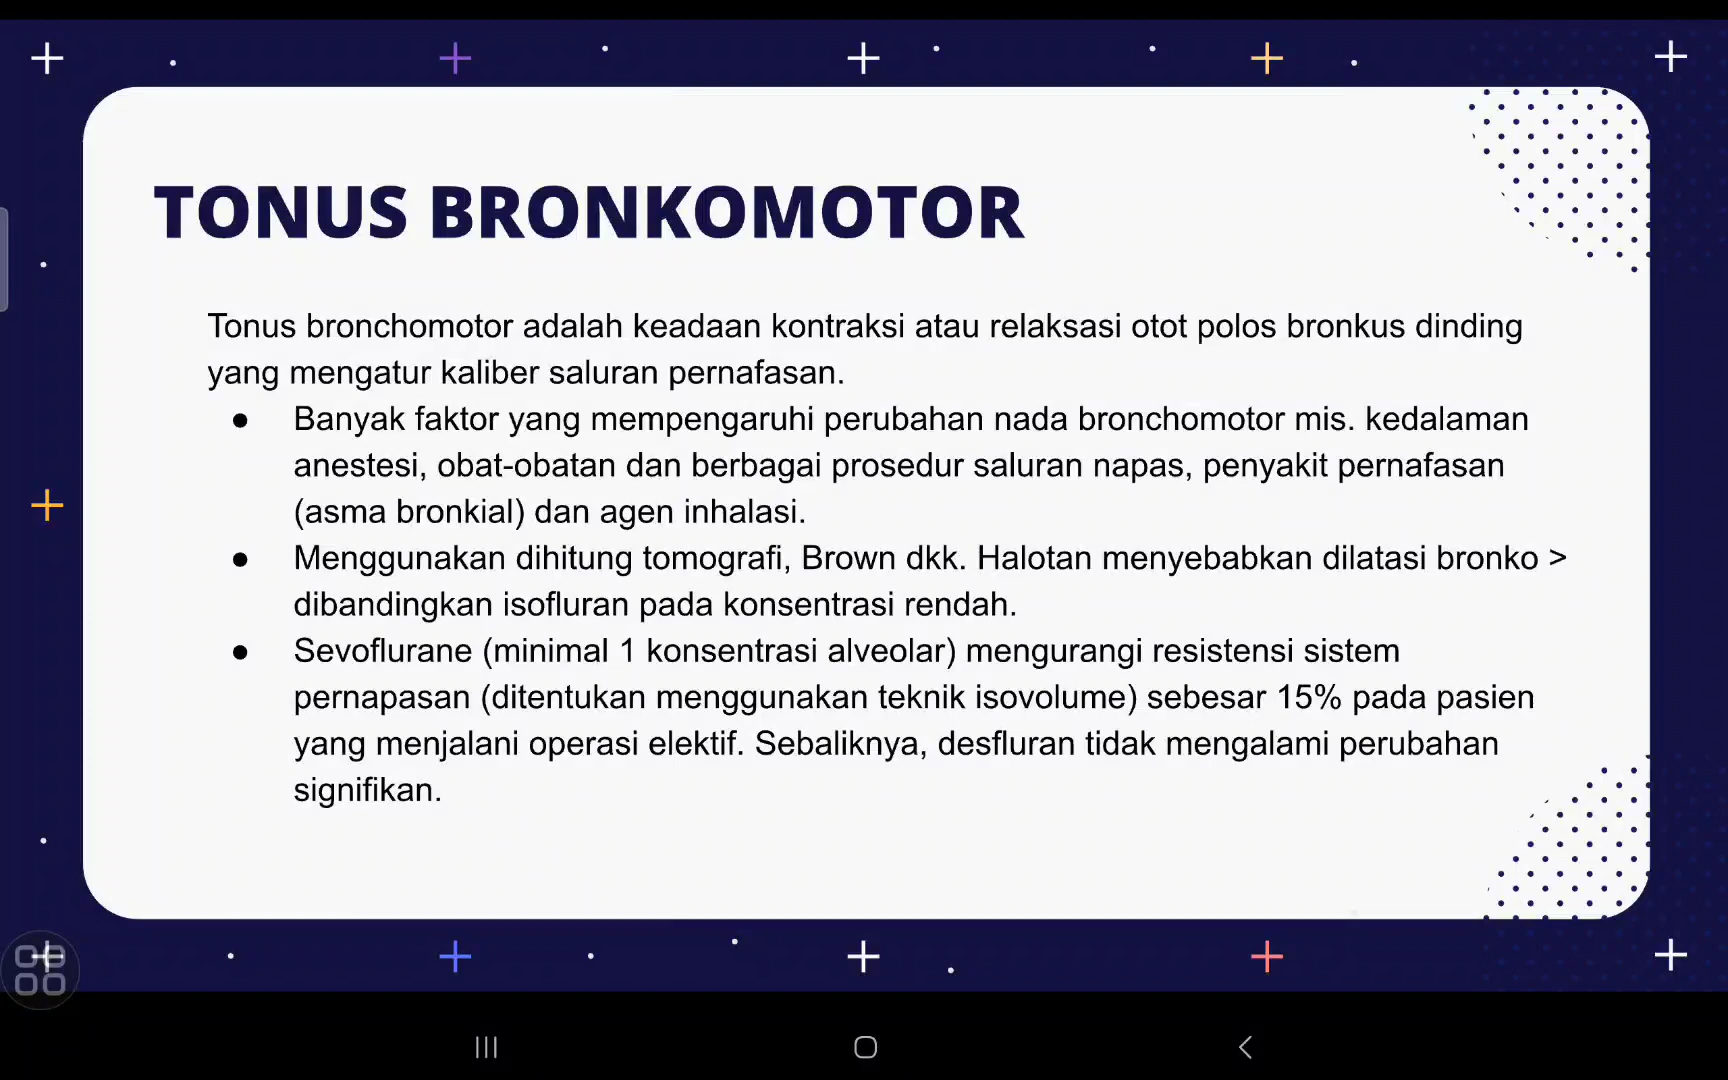 TONUS BRONKOMOTOR
Tonus bronchomotor adalah keadaan kontraksi atau relaksasi otot polos bronkus dinding
yang mengatur kaliber saluran pernafasan.
● Banyak faktor yang mempengaruhi perubahan nada bronchomotor mis. kedalaman
anestesi, obat-obatan dan berbagai prosedur saluran napas, penyakit pernafasan
(asma bronkial) dan agen inhalasi.
● Menggunakan dihitung tomografi, Brown dkk. Halotan menyebabkan dilatasi bronko >
dibandingkan isofluran pada konsentrasi rendah.
● Sevoflurane (minimal 1 konsentrasi alveolar) mengurangi resistensi sistem
pernapasan (ditentukan menggunakan teknik isovolume) sebesar 15% pada pasien
yang menjalani operasi elektif. Sebaliknya, desfluran tidak mengalami perubahan
signifikan.